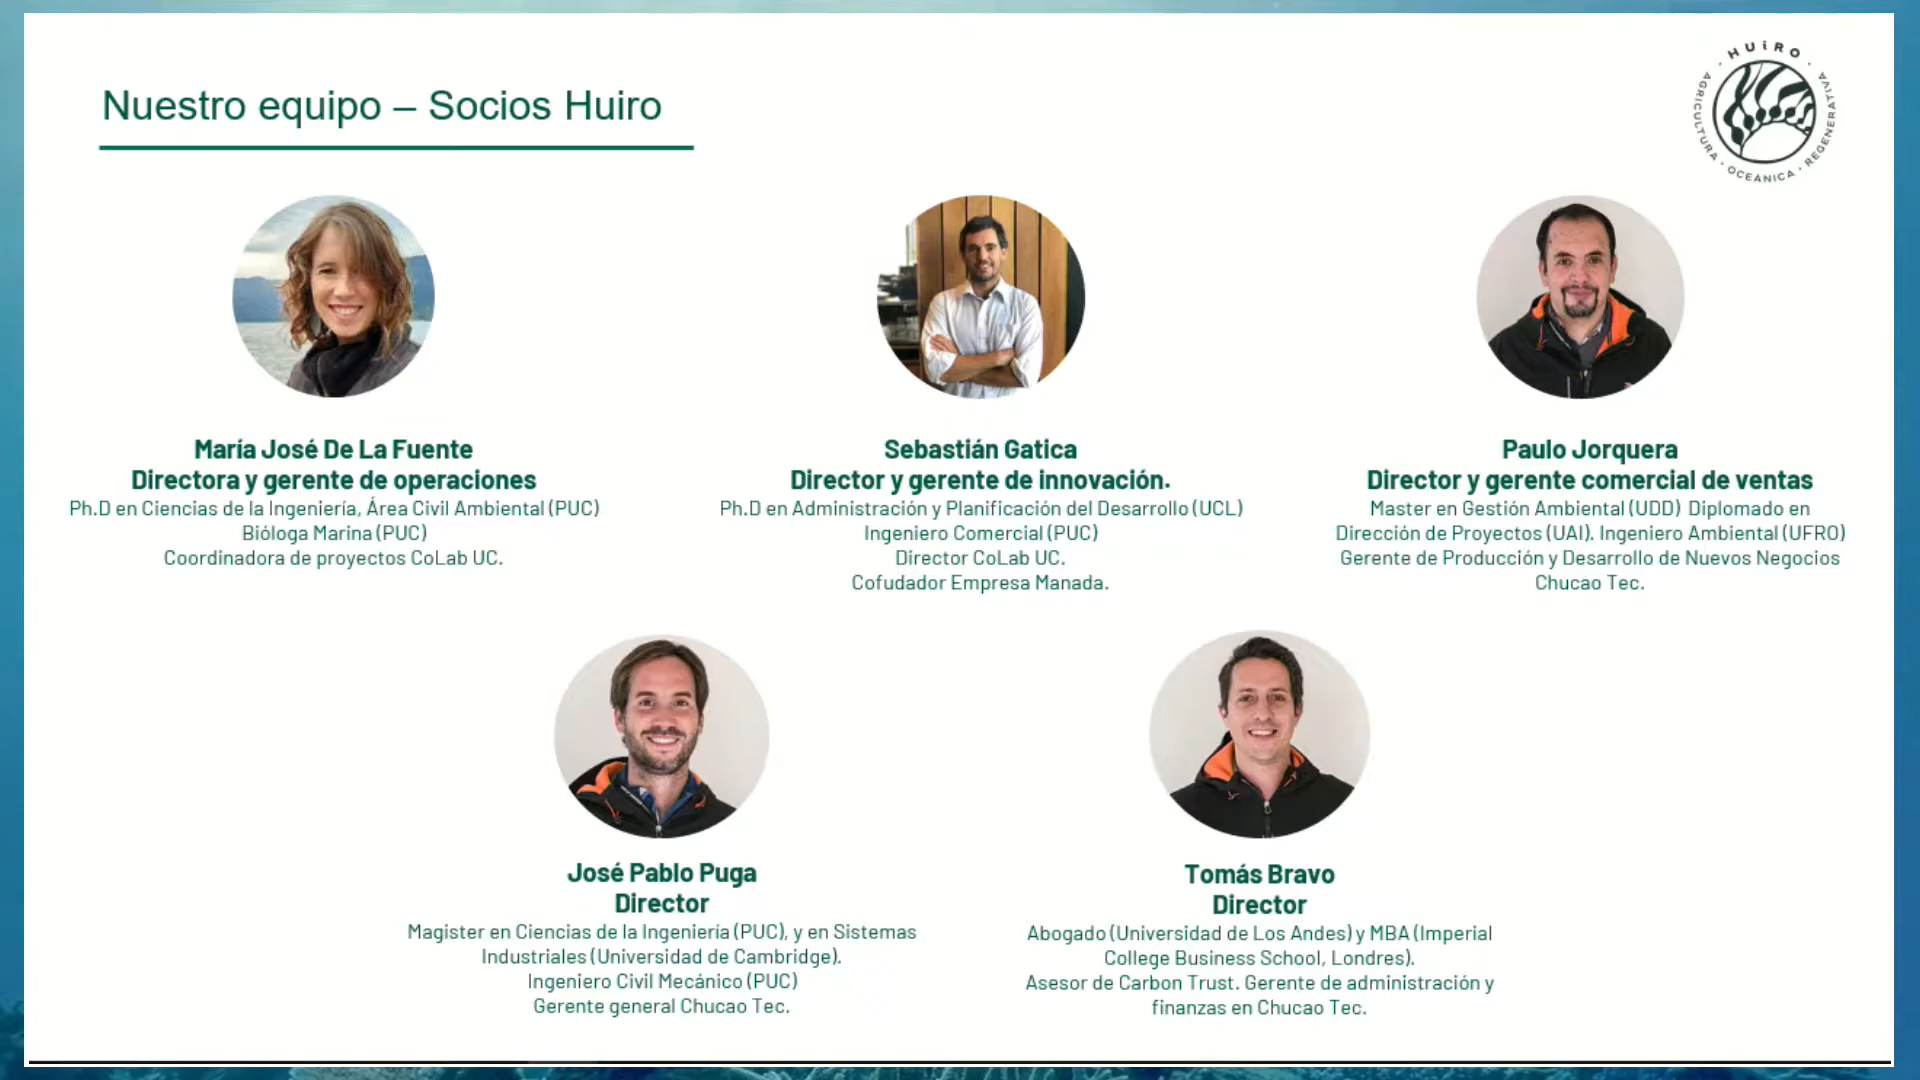 Nuestro equipo – Socios Huiro
· HUiRO ·
AGRICULTURA · OCEANICA · REGENERATIVA
María José De La Fuente
Directora y gerente de operaciones
Ph.D en Ciencias de la Ingeniería, Área Civil Ambiental (PUC)
Bióloga Marina (PUC)
Coordinadora de proyectos CoLab UC.
Sebastián Gatica
Director y gerente de innovación.
Ph.D en Administración y Planificación del Desarrollo (UCL)
Ingeniero Comercial (PUC)
Director CoLab UC.
Cofudador Empresa Manada.
Paulo Jorquera
Director y gerente comercial de ventas
Master en Gestión Ambiental (UDD) Diplomado en
Dirección de Proyectos (UAI). Ingeniero Ambiental (UFRO)
Gerente de Producción y Desarrollo de Nuevos Negocios
Chucao Tec.
José Pablo Puga
Director
Magister en Ciencias de la Ingeniería (PUC), y en Sistemas
Industriales (Universidad de Cambridge).
Ingeniero Civil Mecánico (PUC)
Gerente general Chucao Tec.
Tomás Bravo
Director
Abogado (Universidad de Los Andes) y MBA (Imperial
College Business School, Londres).
Asesor de Carbon Trust. Gerente de administración y
finanzas en Chucao Tec.